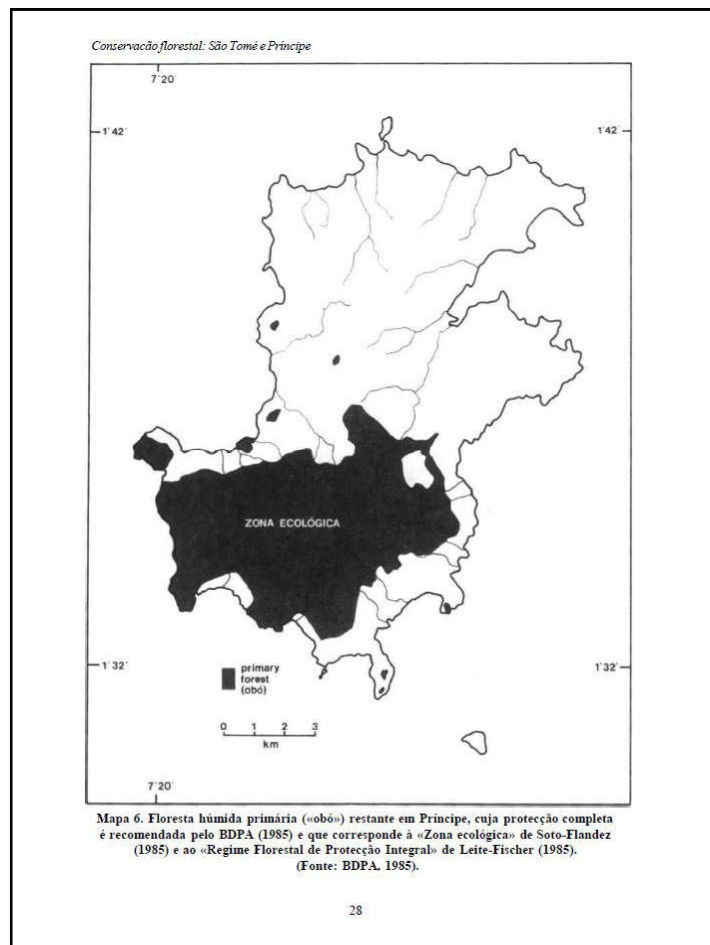 Conservacão florestal: São Tomé e Príncipe
7°20'
1°42'
1°42'
ZONA ECOLÓGICA
1°32'
1°32'
primary
forest
(obó)
0 1 2 3
km
7°20'
Mapa 6. Floresta húmida primária («obó») restante em Príncipe, cuja protecção completa
é recomendada pelo BDPA (1985) e que corresponde à «Zona ecológica» de Soto-Flandez
(1985) e ao «Regime Florestal de Protecção Integral» de Leite-Fischer (1985).
(Fonte: BDPA, 1985).
28